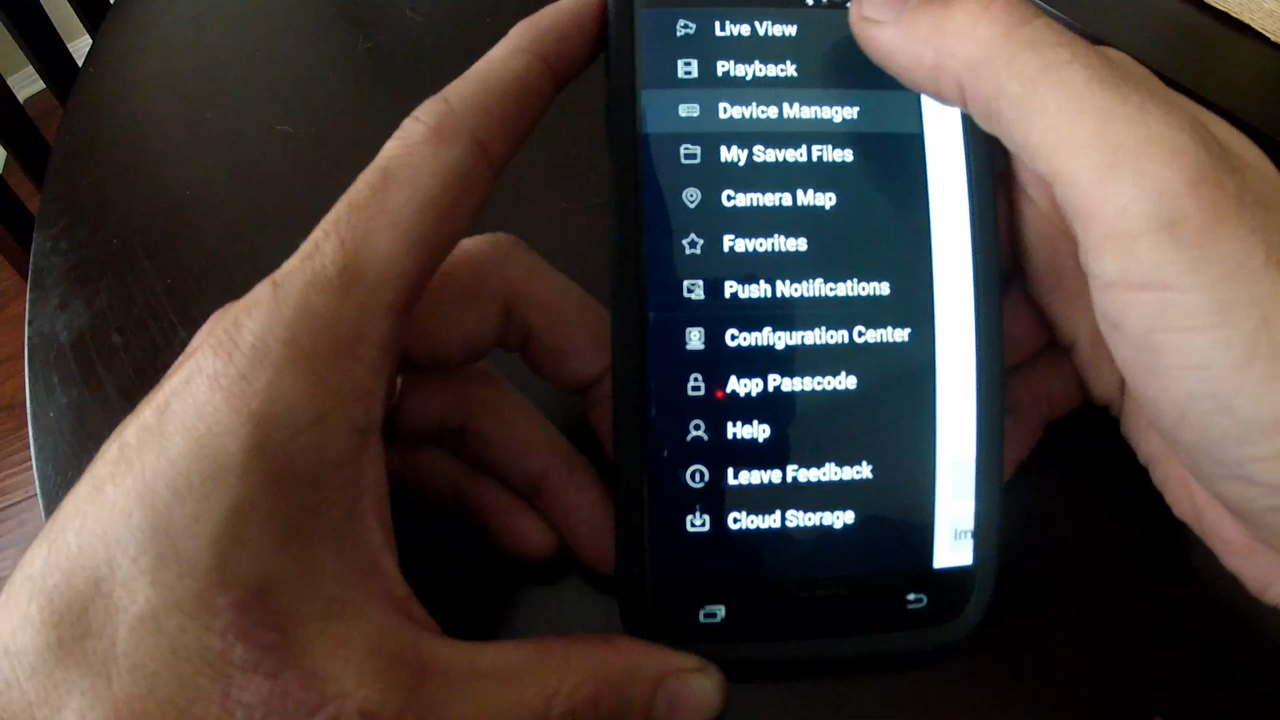 Live View
Playback
Device Manager
My Saved Files
Camera Map
Favorites
Push Notifications
Configuration Center
App Passcode
Help
Leave Feedback
Cloud Storage
im